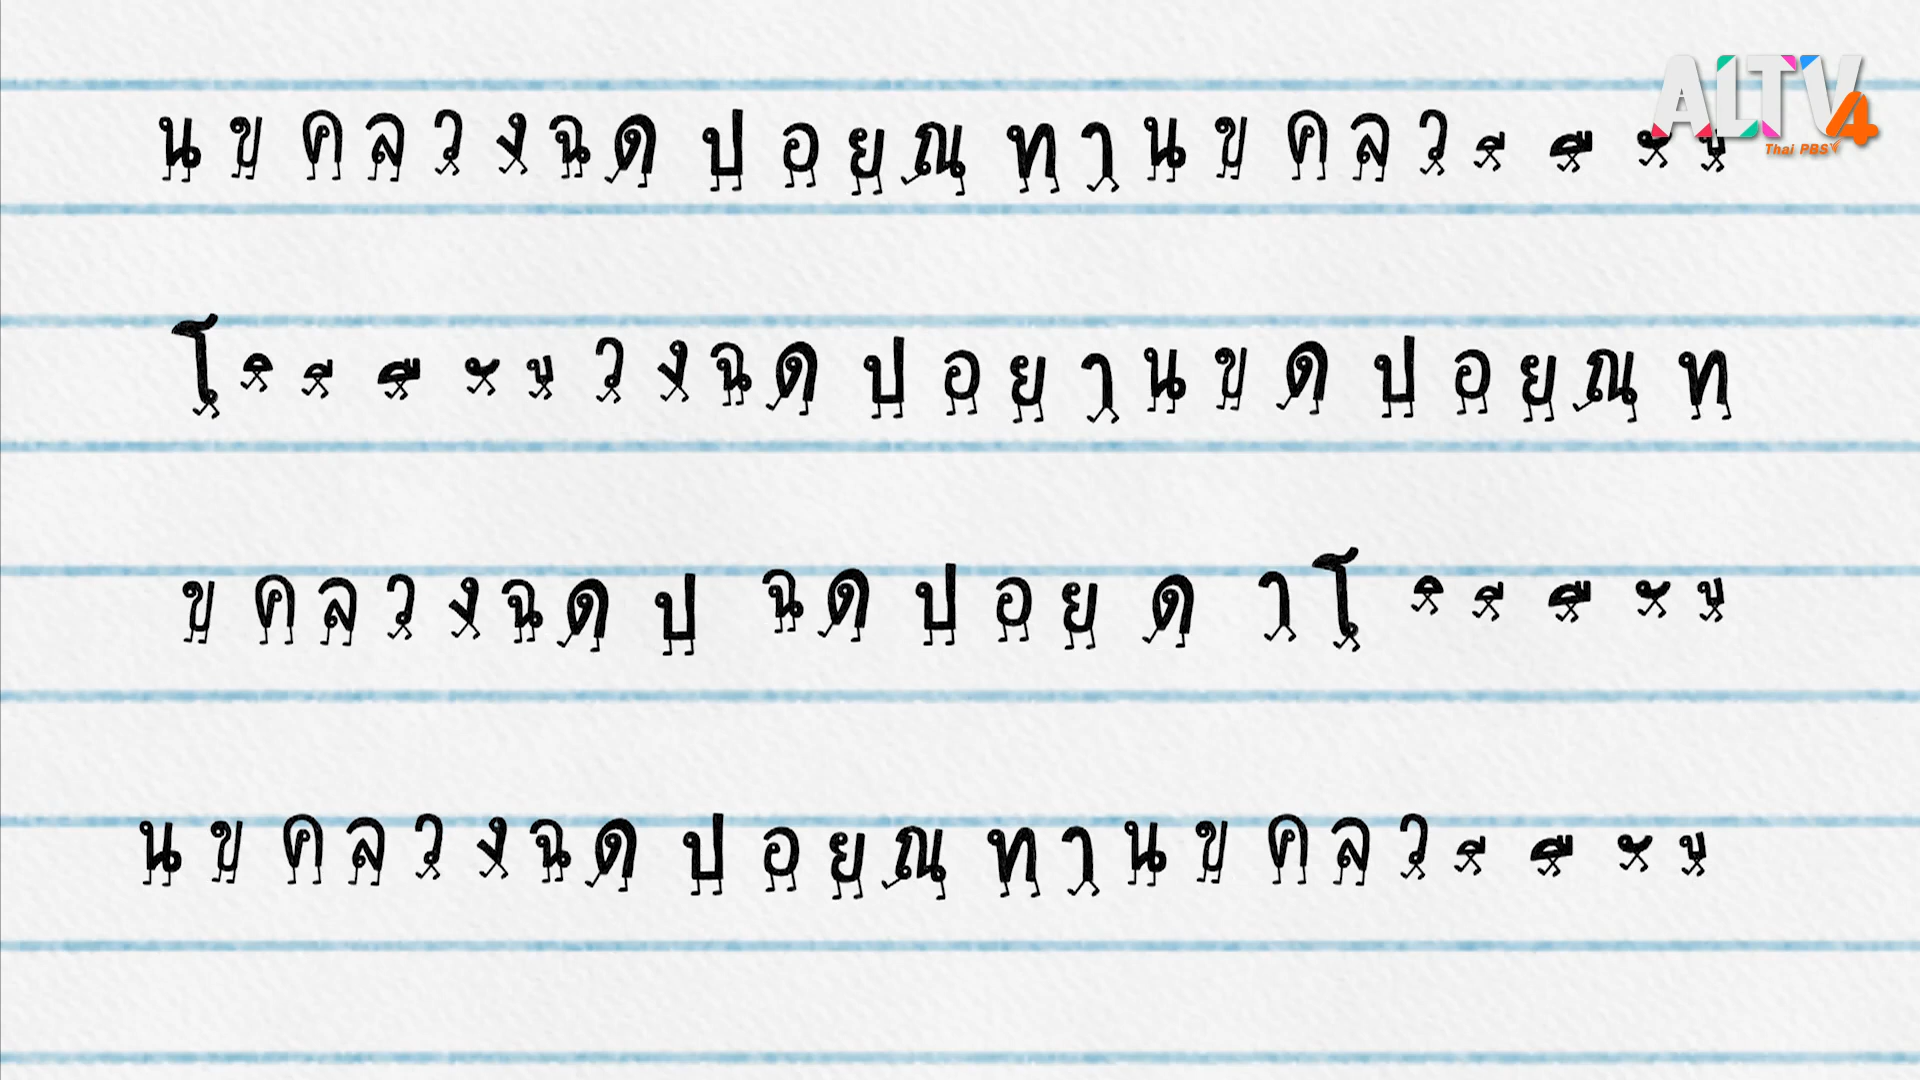 ALTV4
Thai PBS
น ข ค ล ว ง ฉ ด ป อ ย ณ ท า น ข ค ล ว ี ื ั ู
โ ิ ี ื ั ู ว ง ฉ ด ป อ ย า น ข ด ป อ ย ณ ท
ข ค ล ว ง ฉ ด ป ฉ ด ป อ ย ด า โ ิ ี ื ั ู
น ข ค ล ว ง ฉ ด ป อ ย ณ ท า น ข ค ล ว ี ื ั ู